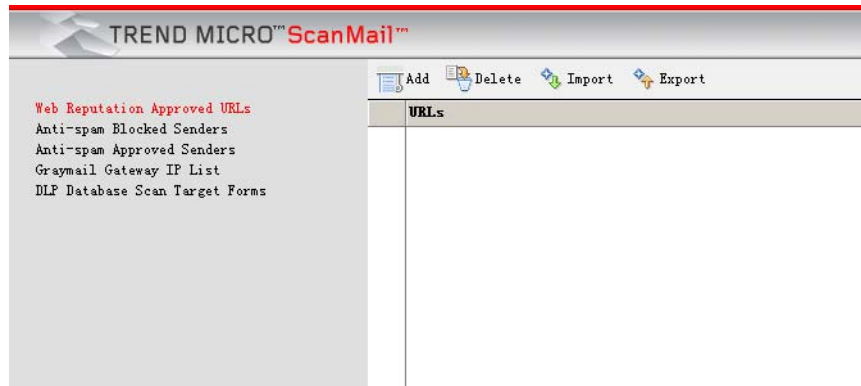 TREND MICRO™ ScanMail™
Add Delete Import Export
Web Reputation Approved URLs
Anti-spam Blocked Senders
Anti-spam Approved Senders
Graymail Gateway IP List
DLP Database Scan Target Forms
URLs